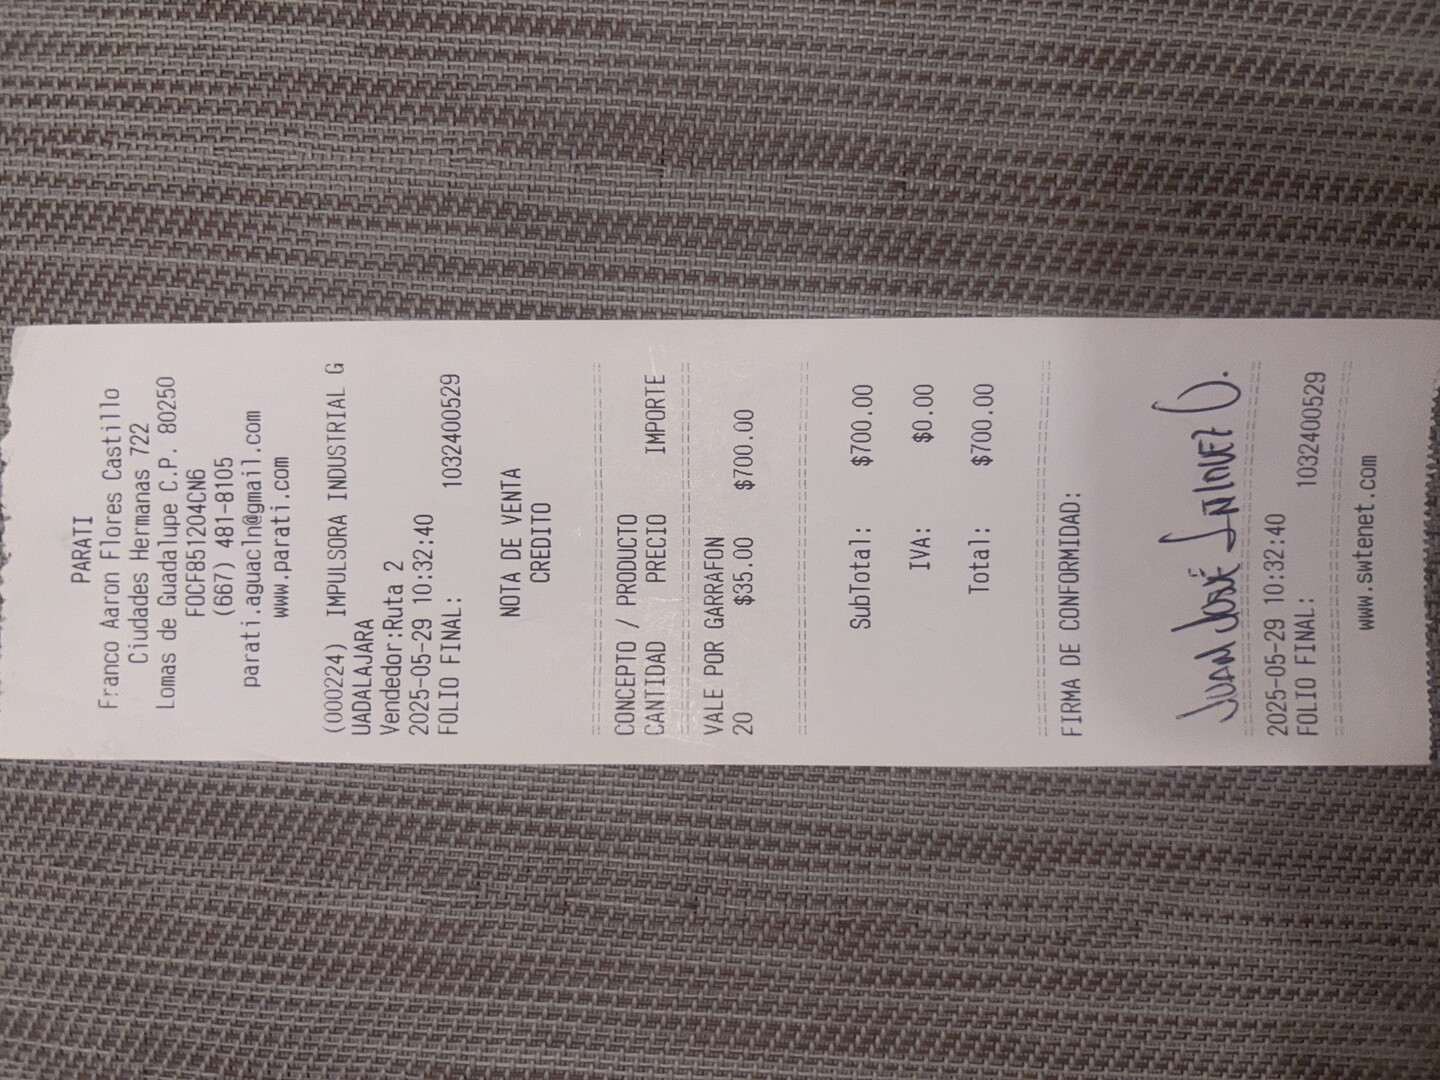 PARATI
Franco Aaron Flores Castillo
Ciudades Hermanas 722
Lomas de Guadalupe C.P. 80250
FOCF851204CN6
(667) 481-8105
parati.aguacln@gmail.com
www.parati.com
(000224) IMPULSORA INDUSTRIAL G
UADALAJARA
Vendedor:Ruta 2
2025-05-29 10:32:40
FOLIO FINAL: 1032400529
NOTA DE VENTA
CREDITO
CONCEPTO / PRODUCTO
CANTIDAD PRECIO IMPORTE
VALE POR GARRAFON
20 $35.00 $700.00
SubTotal: $700.00
IVA: $0.00
Total: $700.00
FIRMA DE CONFORMIDAD:
JUAN JOSÉ
2025-05-29 10:32:40
FOLIO FINAL: 1032400529
www.swtenet.com